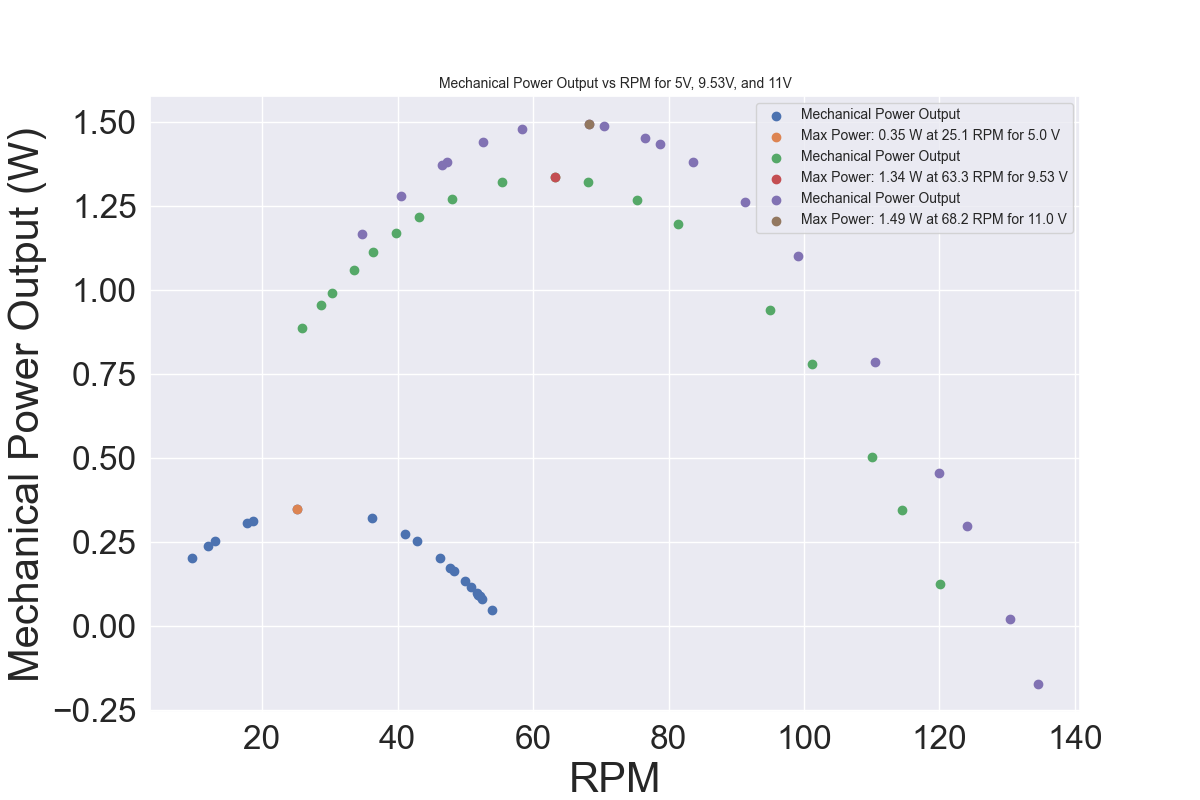 Mechanical Power Output vs RPM for 5V, 9.53V, and 11V
Mechanical Power Output
Max Power: 0.35 W at 25.1 RPM for 5.0 V
Mechanical Power Output
Max Power: 1.34 W at 63.3 RPM for 9.53 V
Mechanical Power Output
Max Power: 1.49 W at 68.2 RPM for 11.0 V
Mechanical Power Output (W)
1.50
1.25
1.00
0.75
0.50
0.25
0.00
−0.25
20 40 60 80 100 120 140
RPM